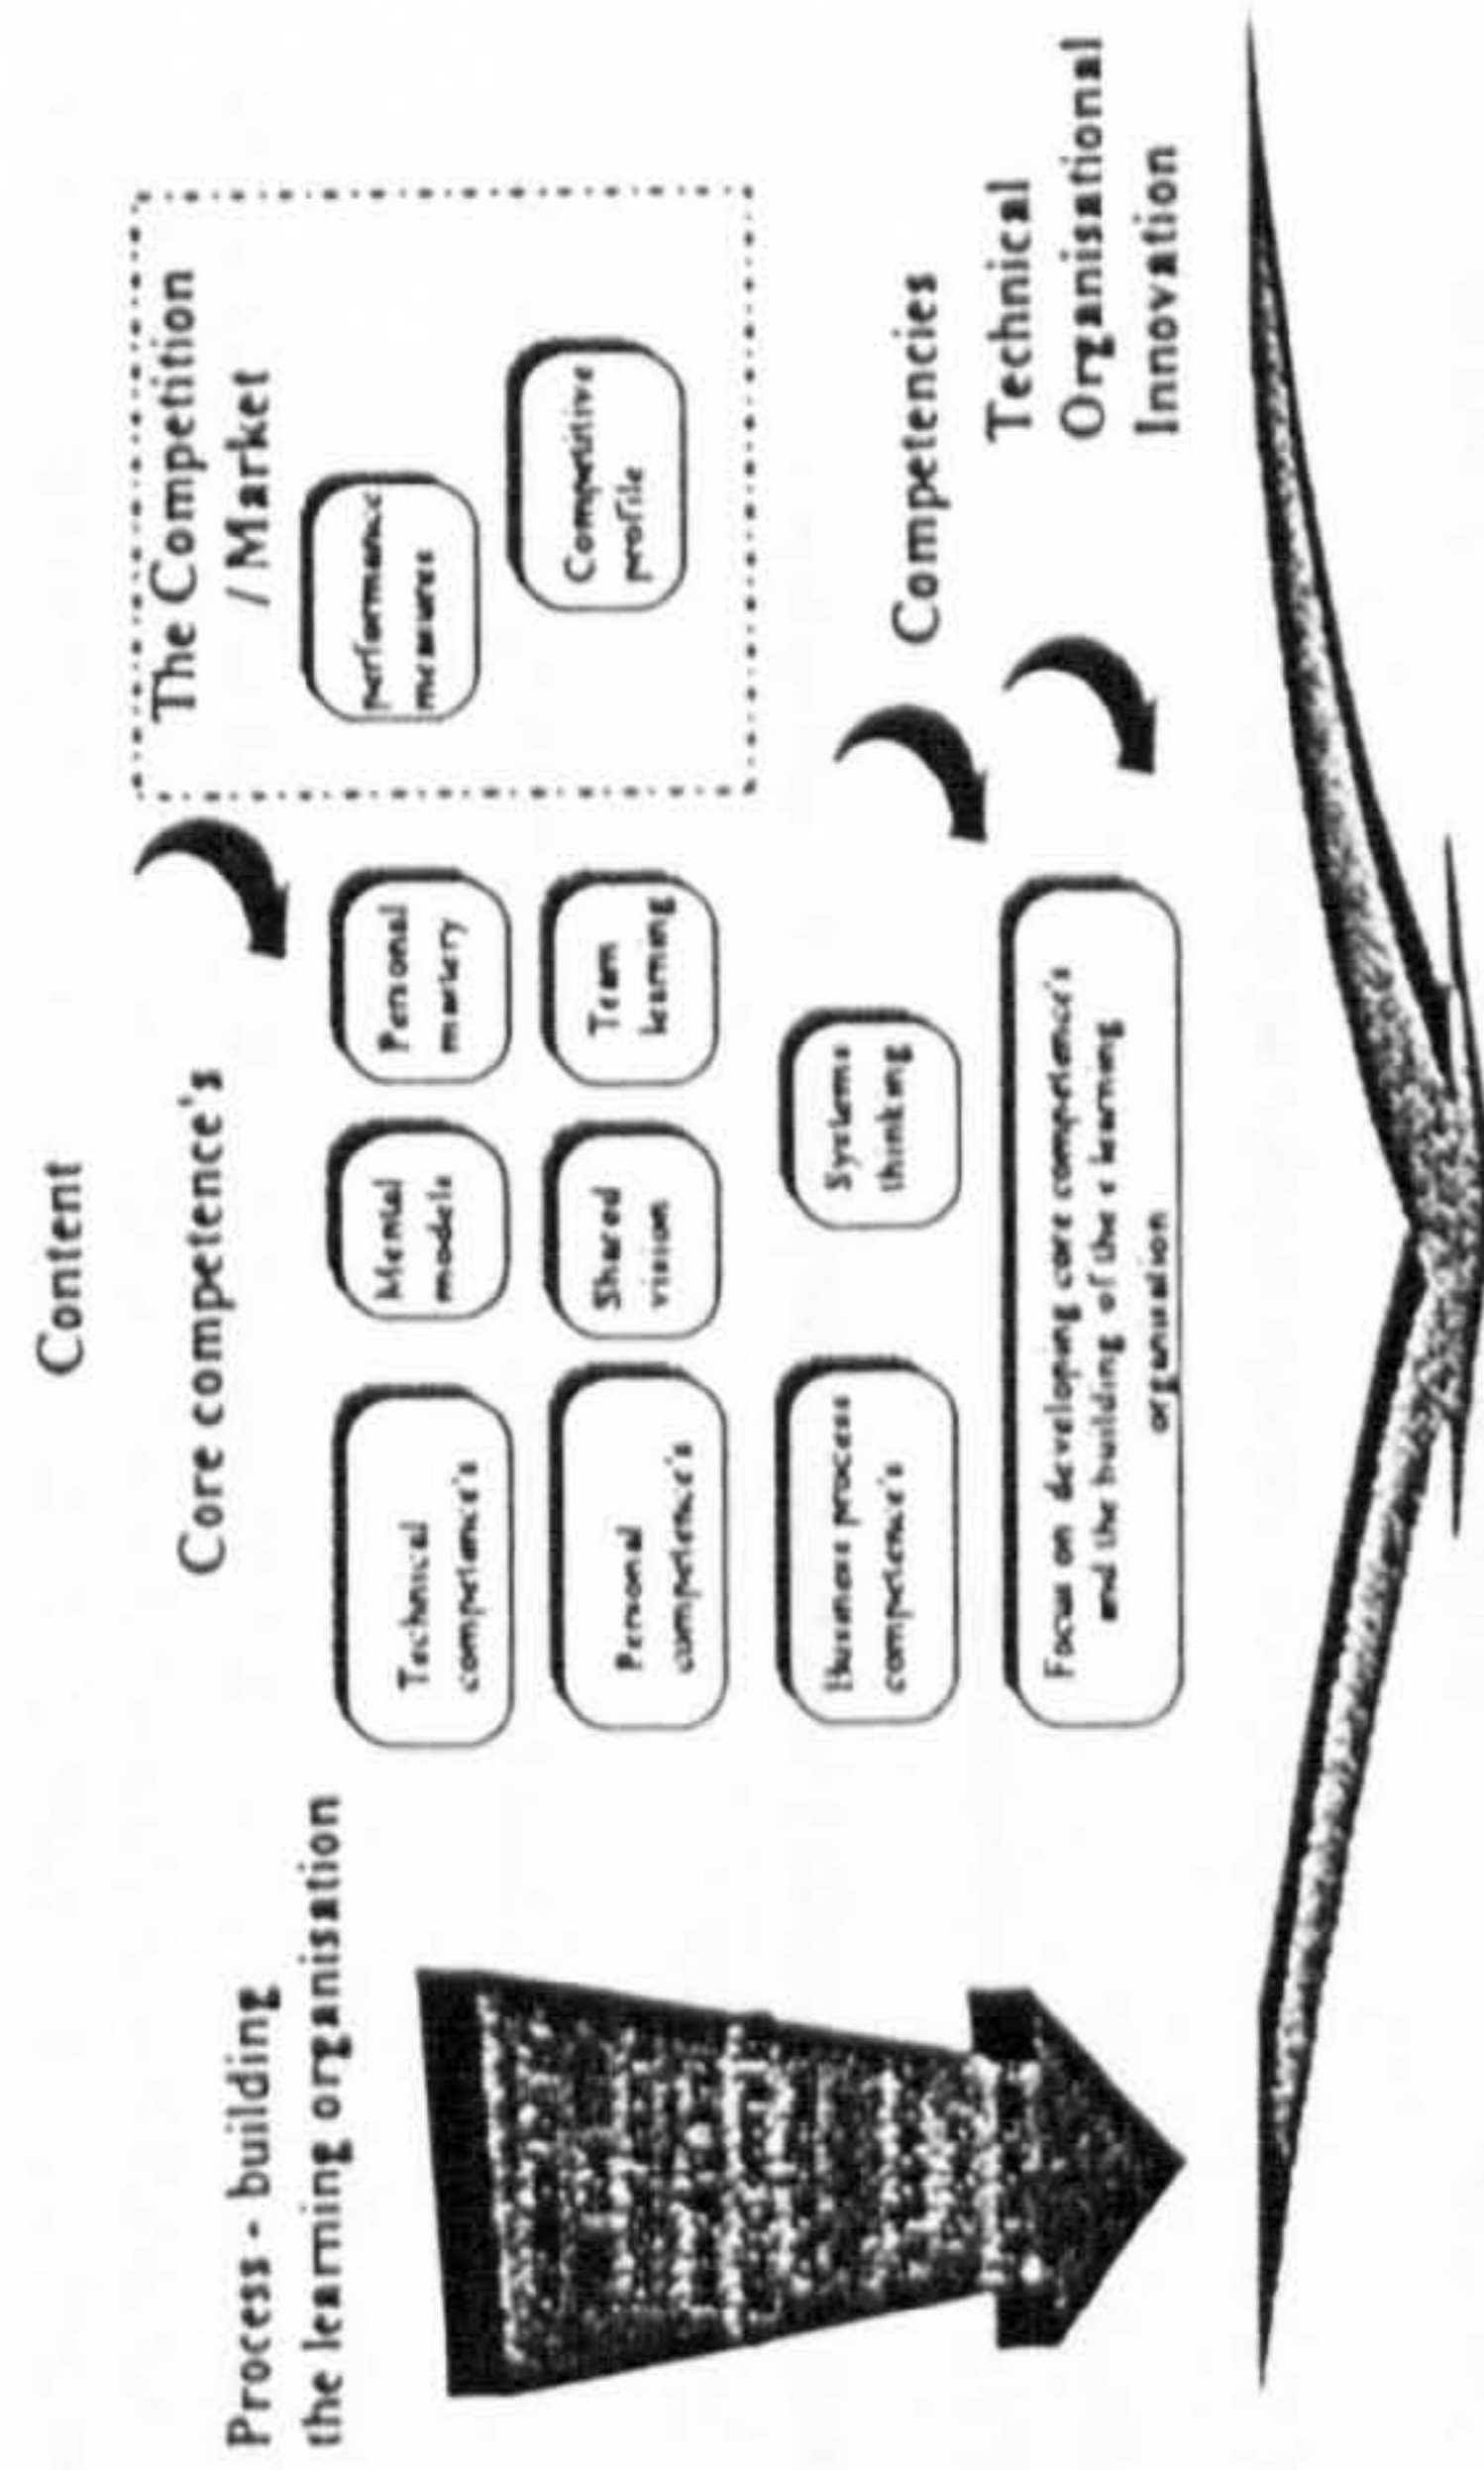 Content
Process - building
the learning organisation
Core competence's
The Competition
/ Market
Technical
competence's
Mental
models
Personal
mastery
performance
measures
Personal
competence's
Shared
vision
Team
learning
Competitive
profile
Business process
competence's
Systems
thinking
Competencies
Focus on developing core competence's
and the building of the e learning
organisation
Technical
Organisational
Innovation